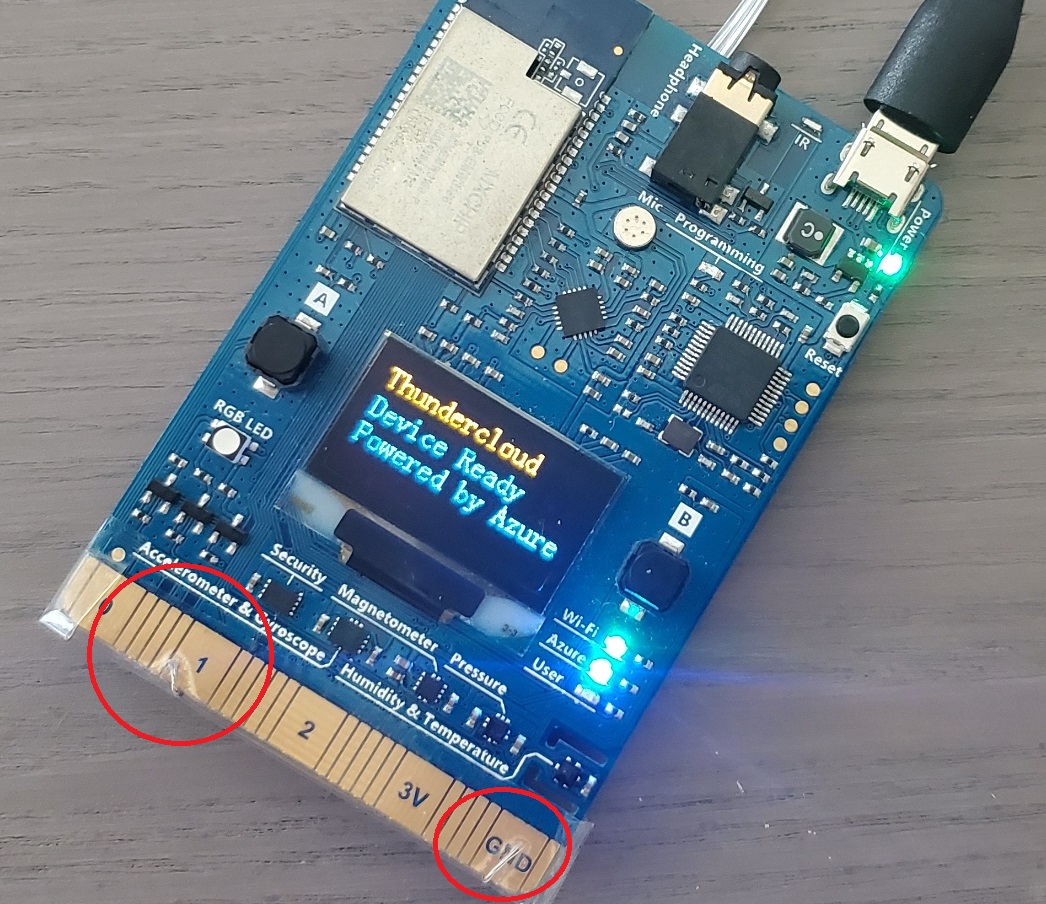 Headphone
IR
Mic
Programming
Power
MXCHIP
A
Reset
RGB LED
Thundercloud
Device Ready
Powered by Azure
B
Security
Accelerometer & Gyroscope
Magnetometer
Pressure
Humidity & Temperature
Wi-Fi
Azure
User
1
2
3V
GND